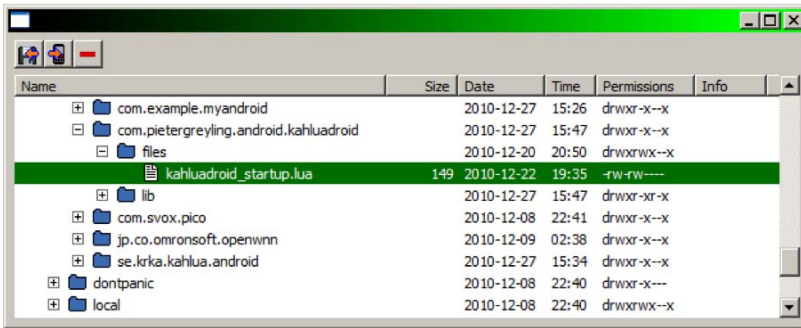 Name Size Date Time Permissions Info
com.example.myandroid 2010-12-27 15:26 drwxr-x--x
com.pietergreyling.android.kahluadroid 2010-12-27 15:47 drwxr-x--x
files 2010-12-20 20:50 drwxrwx--x
kahluadroid_startup.lua 149 2010-12-22 19:35 -rw-rw----
lib 2010-12-27 15:47 drwxr-xr-x
com.svox.pico 2010-12-08 22:41 drwxr-x--x
jp.co.omronsoft.openwnn 2010-12-09 02:38 drwxr-x--x
se.krka.kahlua.android 2010-12-27 15:34 drwxr-x--x
dontpanic 2010-12-08 22:40 drwxr-x---
local 2010-12-08 22:40 drwxrwx--x